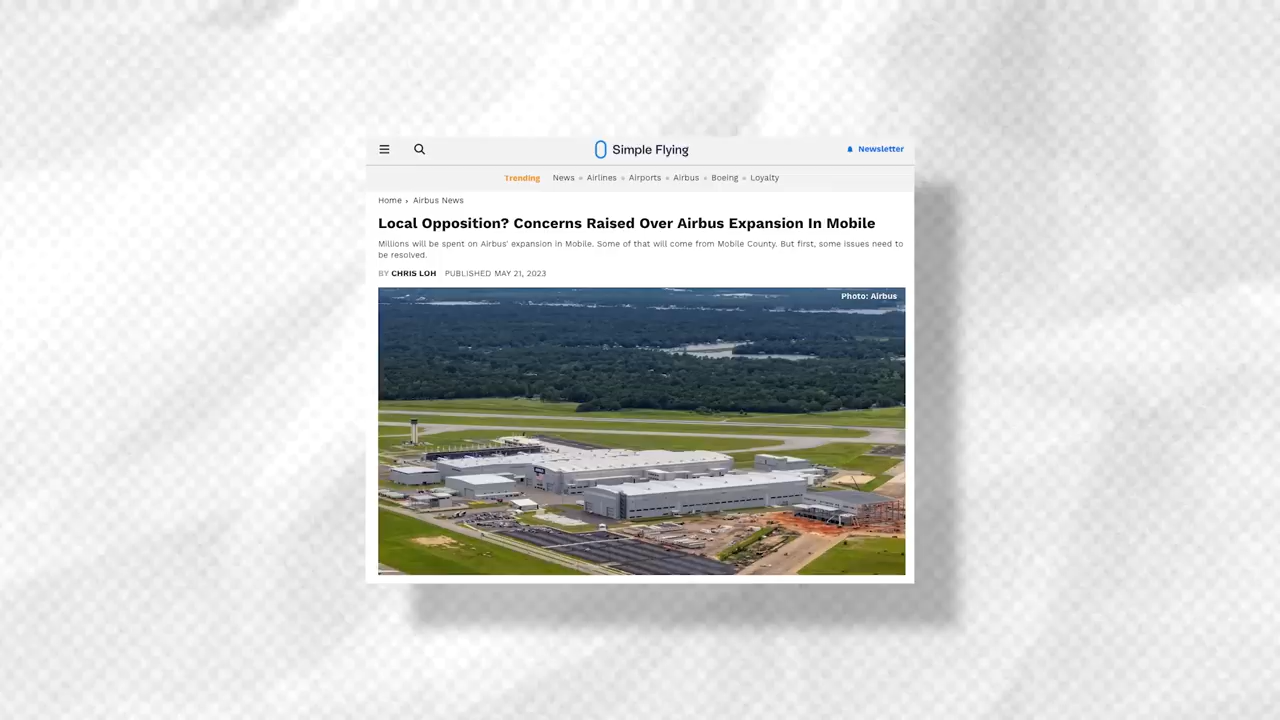 Simple Flying
Newsletter
Trending News Airlines Airports Airbus Boeing Loyalty
Home › Airbus News
Local Opposition? Concerns Raised Over Airbus Expansion In Mobile
Millions will be spent on Airbus' expansion in Mobile. Some of that will come from Mobile County. But first, some issues need to
be resolved.
BY CHRIS LOH PUBLISHED MAY 21, 2023
Photo: Airbus